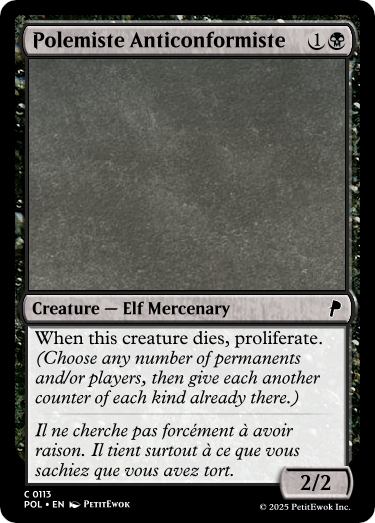 Polemiste Anticonformiste 1
Creature — Elf Mercenary
When this creature dies, proliferate.
(Choose any number of permanents
and/or players, then give each another
counter of each kind already there.)
Il ne cherche pas forcément à avoir
raison. Il tient surtout à ce que vous
sachiez que vous avez tort.
2/2
C 0113
POL • EN PetitEwok
© 2025 PetitEwok Inc.